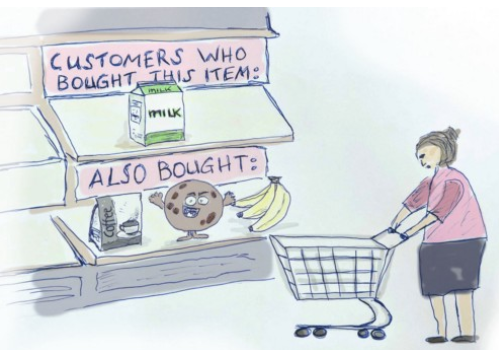 CUSTOMERS WHO
BOUGHT THIS ITEM:
MILK
MILK
ALSO BOUGHT:
Coffee